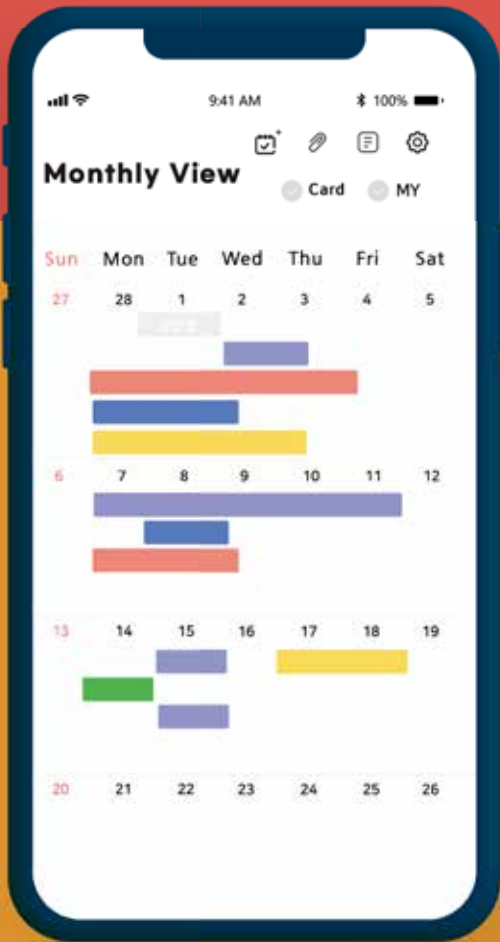 9:41 AM 100%
Monthly View
Card MY
Sun Mon Tue Wed Thu Fri Sat
27 28 1 2 3 4 5
6 7 8 9 10 11 12
13 14 15 16 17 18 19
20 21 22 23 24 25 26